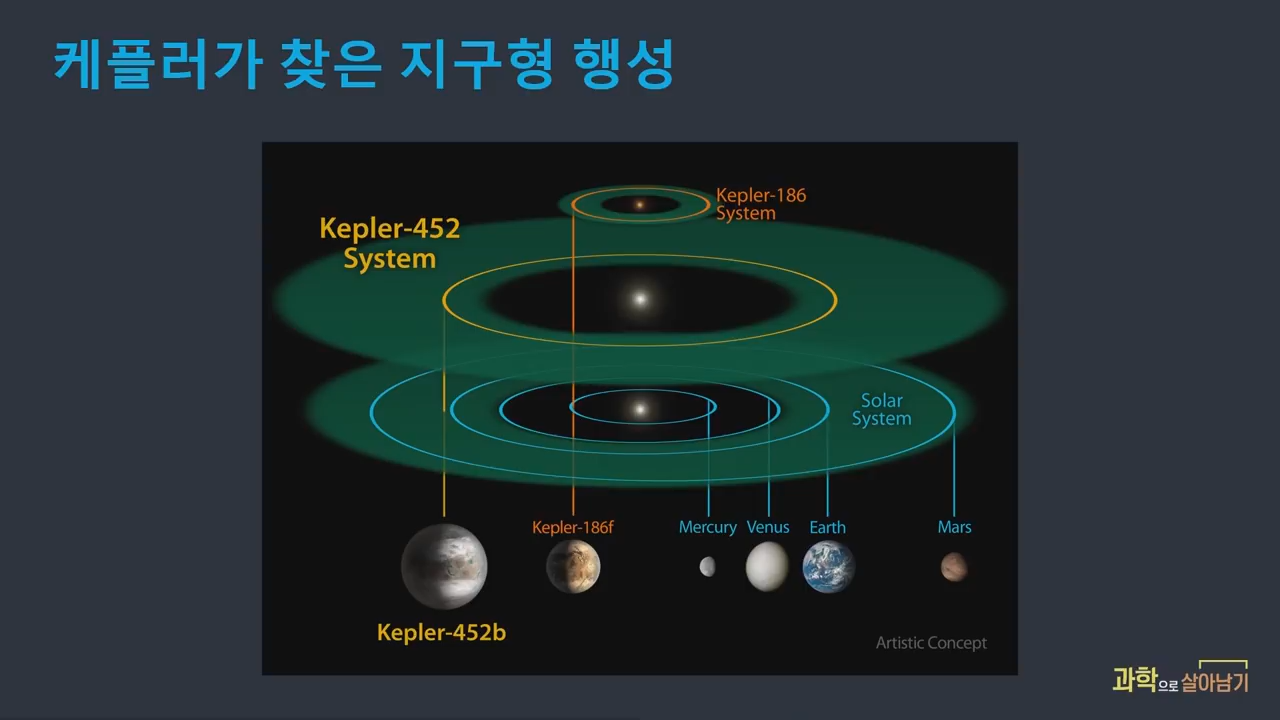 케플러가 찾은 지구형 행성
Kepler-186
System
Kepler-452
System
Solar
System
Kepler-186f
Mercury
Venus
Earth
Mars
Kepler-452b
Artistic Concept
과학으로 살아남기